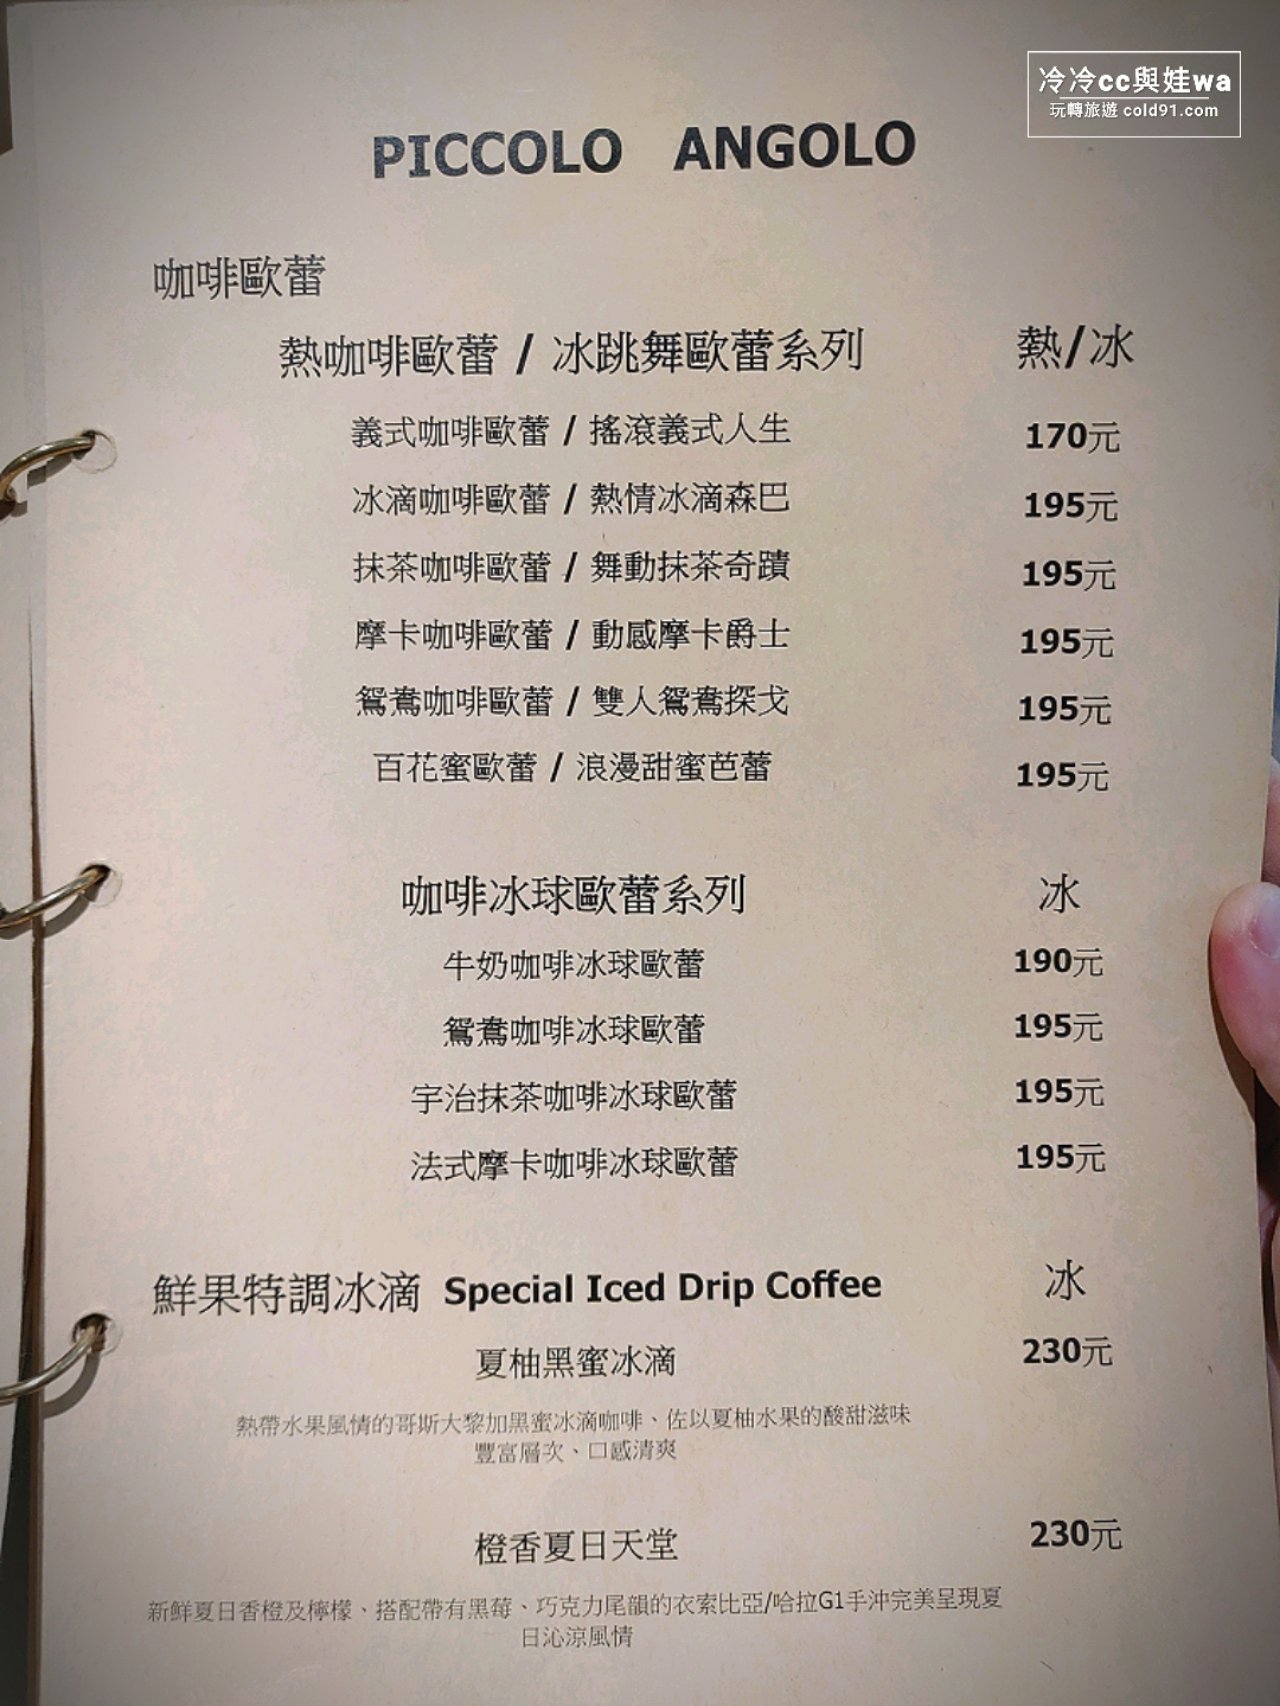 冷冷cc與娃wa
玩轉旅遊 cold91.com
PICCOLO ANGOLO
咖啡歐蕾
熱咖啡歐蕾 / 冰跳舞歐蕾系列 熱/冰
義式咖啡歐蕾 / 搖滾義式人生 170元
冰滴咖啡歐蕾 / 熱情冰滴森巴 195元
抹茶咖啡歐蕾 / 舞動抹茶奇蹟 195元
摩卡咖啡歐蕾 / 動感摩卡爵士 195元
鴛鴦咖啡歐蕾 / 雙人鴛鴦探戈 195元
百花蜜歐蕾 / 浪漫甜蜜芭蕾 195元
咖啡冰球歐蕾系列 冰
牛奶咖啡冰球歐蕾 190元
鴛鴦咖啡冰球歐蕾 195元
宇治抹茶咖啡冰球歐蕾 195元
法式摩卡咖啡冰球歐蕾 195元
鮮果特調冰滴 Special Iced Drip Coffee 冰
夏柚黑蜜冰滴 230元
熱帶水果風情的哥斯大黎加黑蜜冰滴咖啡、佐以夏柚水果的酸甜滋味
豐富層次、口感清爽
橙香夏日天堂 230元
新鮮夏日香橙及檸檬、搭配帶有黑莓、巧克力尾韻的衣索比亞/哈拉G1手沖完美呈現夏
日沁涼風情